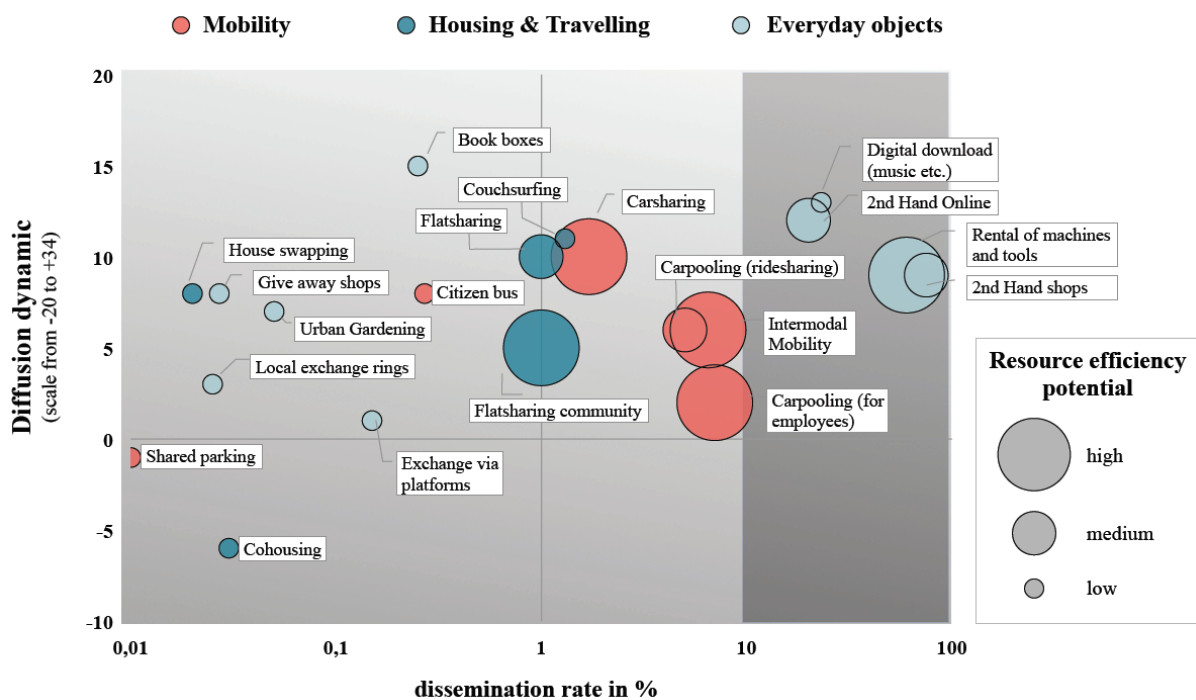 Mobility
Housing & Travelling
Everyday objects
Diffusion dynamic
(scale from -20 to +34)
20
15
10
5
0
-5
-10
Book boxes
Couchsurfing
Flatsharing
Carsharing
Digital download
(music etc.)
2nd Hand Online
House swapping
Give away shops
Urban Gardening
Citizen bus
Carpooling (ridesharing)
Rental of machines
and tools
2nd Hand shops
Intermodal
Mobility
Local exchange rings
Flatsharing community
Carpooling (for
employees)
Shared parking
Exchange via
platforms
Cohousing
0,01
0,1
1
10
100
dissemination rate in %
Resource efficiency
potential
high
medium
low